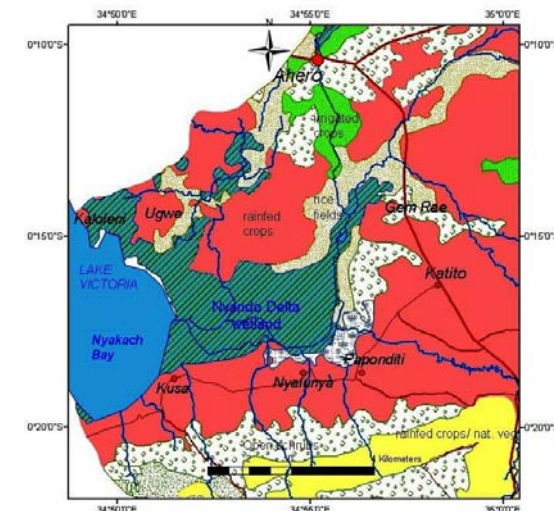 34°50'0"E
34°55'0"E
35°0'0"E
0°10'0"S
0°10'0"S
N
Ahero
irrigated
crops
rice
fields
Gem Rae
Kaloleni
Ugwe
rainfed
crops
0°15'0"S
0°15'0"S
LAKE
VICTORIA
Katito
Nyando Delta
wetland
Nyakach
Bay
Paponditi
Kusa
Nyalunya
0°20'0"S
0°20'0"S
rainfed crops/ nat. veg
Open shrubs
Kilometers
34°50'0"E
34°55'0"E
35°0'0"E